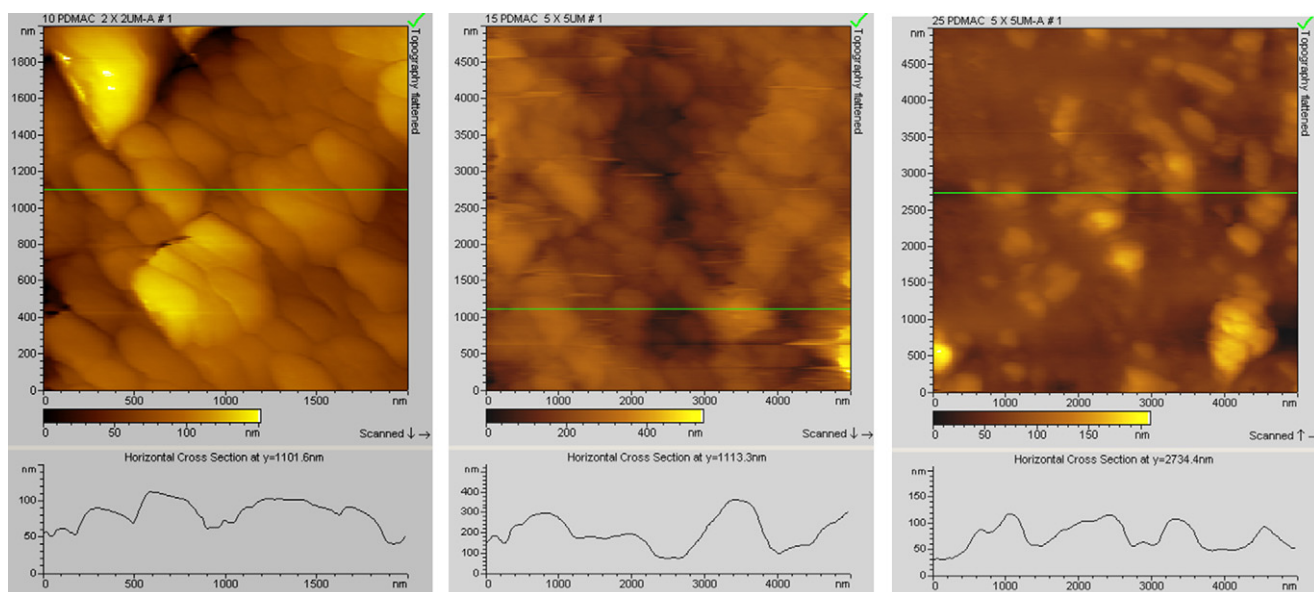 10 PDMAC 2 X 2UM-A # 1
nm
1800
1600
1400
1200
1000
800
600
400
200
0
0 500 1000 1500 nm
Topography flattened
0 50 100 nm
Scanned ↓ →
Horizontal Cross Section at y=1101.6nm
nm
100
50
0
0 500 1000 1500 nm
15 PDMAC 5 X 5UM # 1
nm
4500
4000
3500
3000
2500
2000
1500
1000
500
0
0 1000 2000 3000 4000 nm
Topography flattened
0 200 400 nm
Scanned ↓ →
Horizontal Cross Section at y=1113.3nm
nm
400
300
200
100
0
0 1000 2000 3000 4000 nm
25 PDMAC 5 X 5UM-A # 1
nm
4500
4000
3500
3000
2500
2000
1500
1000
500
0
0 1000 2000 3000 4000 nm
Topography flattened
0 50 100 150 nm
Scanned ↑ →
Horizontal Cross Section at y=2734.4nm
nm
150
100
50
0
0 1000 2000 3000 4000 nm